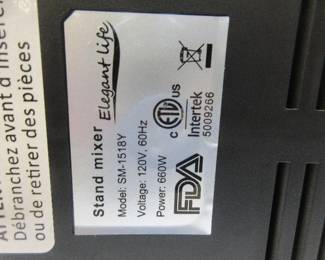 Débranchez avant d'insérer
ou de retirer des pièces
Stand mixer Elegant life
Model: SM-1518Y
Voltage: 120V, 60Hz
Power: 660W
FDA
C US
Intertek
5009266